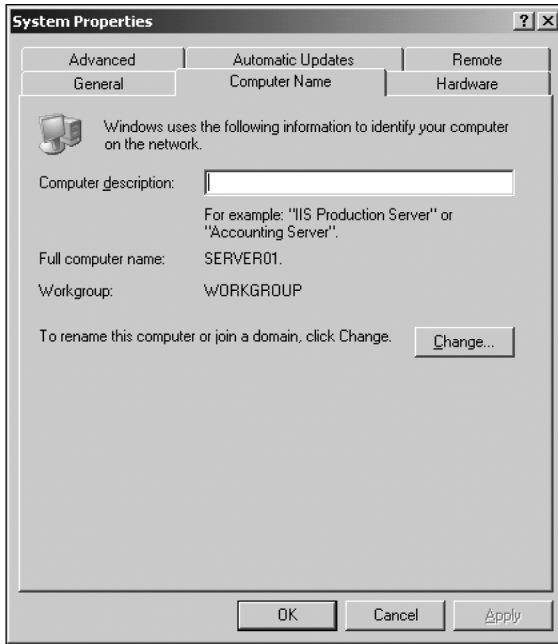 System Properties
Advanced Automatic Updates Remote
General Computer Name Hardware
Windows uses the following information to identify your computer
on the network.
Computer description:
For example: "IIS Production Server" or
"Accounting Server".
Full computer name: SERVER01.
Workgroup: WORKGROUP
To rename this computer or join a domain, click Change. Change...
OK Cancel Apply